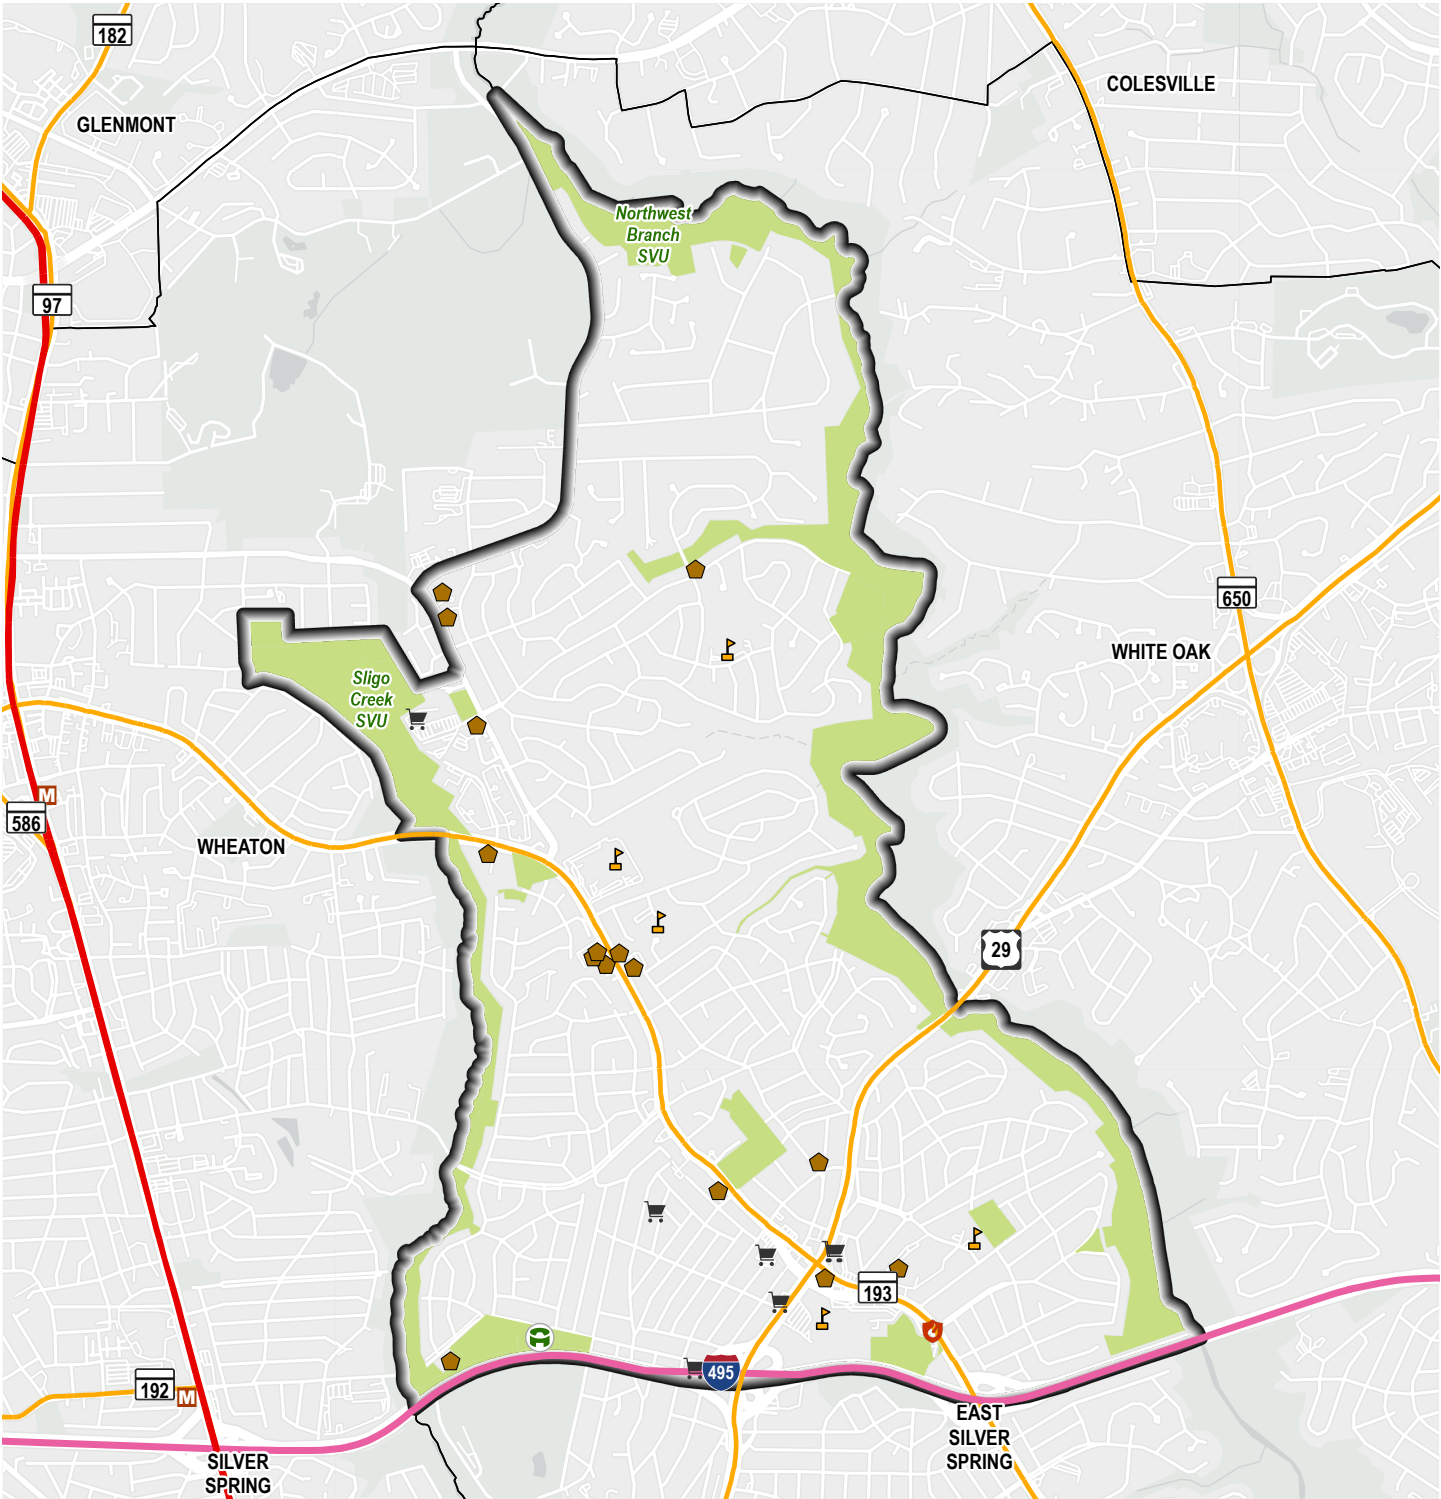 182
COLESVILLE
GLENMONT
Northwest
Branch
SVU
97
650
WHITE OAK
Sligo
Creek
SVU
M
586
WHEATON
29
193
495
192
M
EAST
SILVER
SPRING
SILVER
SPRING